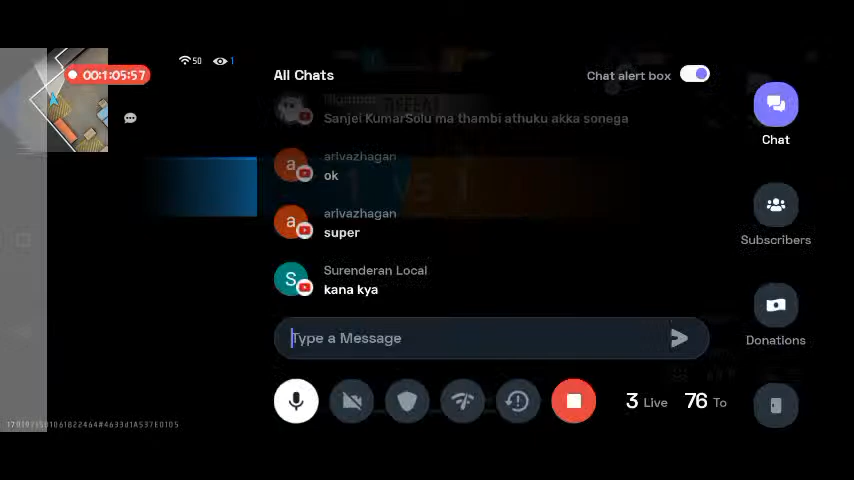 00:1:05:57
50
1
All Chats
Chat alert box
Sanjei KumarSolu ma thambi athuku akka sonega
Chat
a
arivazhagan
ok
VS
a
arivazhagan
super
Subscribers
S
Surenderan Local
kana kya
Type a Message
Donations
3 Live 76 To